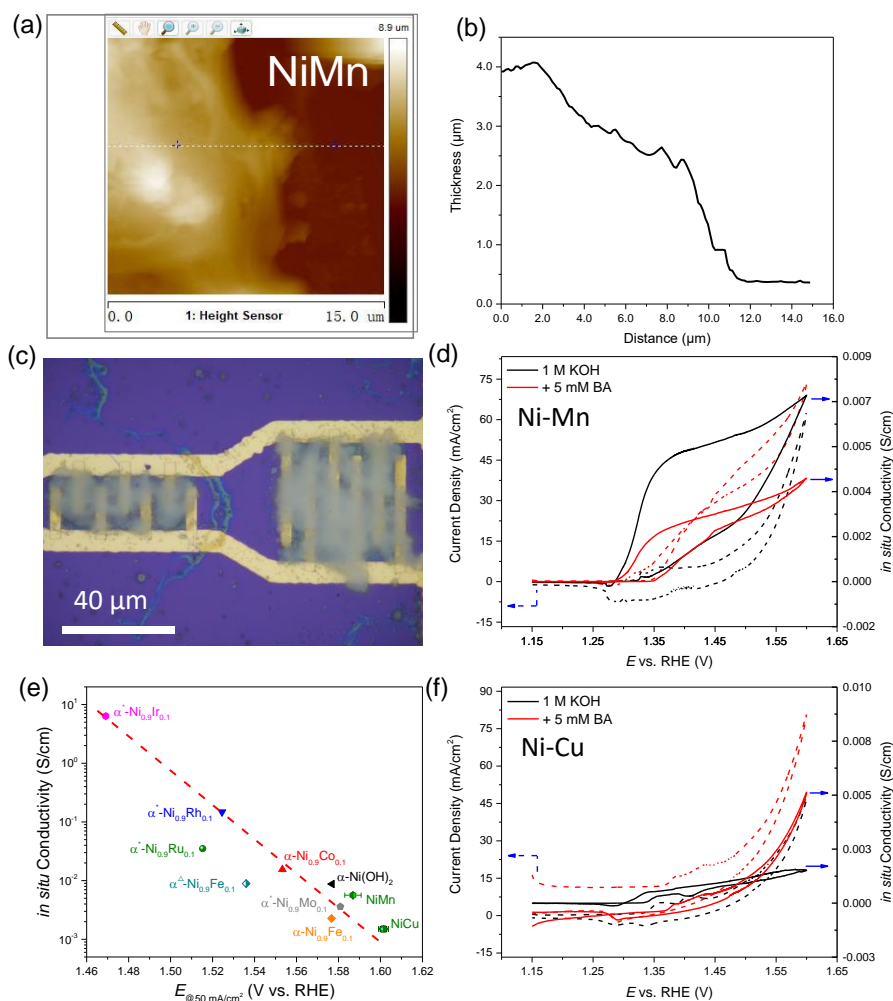 (a)
8.9 um
NiMn
0.0
1: Height Sensor
15.0 um
(b)
Thickness (µm)
4.0
3.0
2.0
1.0
0.0
0.0 2.0 4.0 6.0 8.0 10.0 12.0 14.0 16.0
Distance (µm)
(c)
40 µm
(d)
1 M KOH
+ 5 mM BA
Ni-Mn
Current Density (mA/cm²)
75
60
45
30
15
0
-15
0.009
0.007
0.006
0.004
0.002
0.000
-0.002
in situ Conductivity (S/cm)
1.15 1.25 1.35 1.45 1.55 1.65
E vs. RHE (V)
(e)
in situ Conductivity (S/cm)
10¹
10⁰
10⁻¹
10⁻²
10⁻³
α*-Ni₀.₉Ir₀.₁
α*-Ni₀.₉Rh₀.₁
α*-Ni₀.₉Ru₀.₁
α-Ni₀.₉Co₀.₁
α^Δ-Ni₀.₉Fe₀.₁
α-Ni(OH)₂
α*-Ni₀.₉Mo₀.₁
NiMn
α-Ni₀.₉Fe₀.₁
NiCu
1.46 1.48 1.50 1.52 1.54 1.56 1.58 1.60 1.62
E@50 mA/cm² (V vs. RHE)
(f)
1 M KOH
+ 5 mM BA
Ni-Cu
Current Density (mA/cm²)
90
75
60
45
30
15
0
-15
0.010
0.009
0.006
0.005
0.003
0.002
0.000
-0.003
in situ Conductivity (S/cm)
1.15 1.25 1.35 1.45 1.55 1.65
E vs. RHE (V)